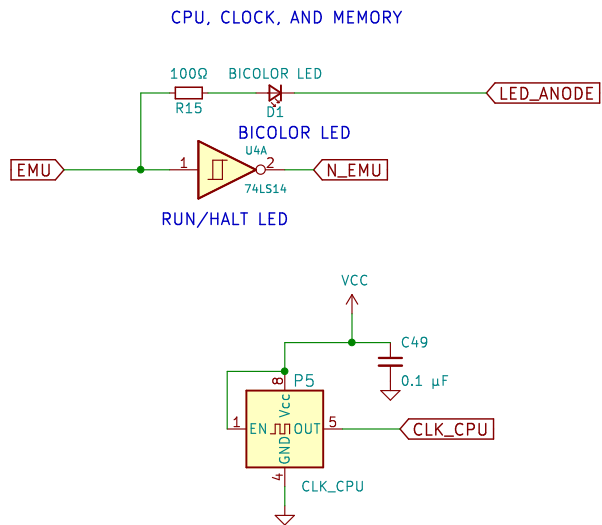 CPU, CLOCK, AND MEMORY
100Ω
BICOLOR LED
R15
D1
LED_ANODE
BICOLOR LED
U4A
EMU
1
2
N_EMU
74LS14
RUN/HALT LED
VCC
C49
0.1 µF
8
P5
Vcc
1
EN
OUT
5
CLK_CPU
GND
4
CLK_CPU